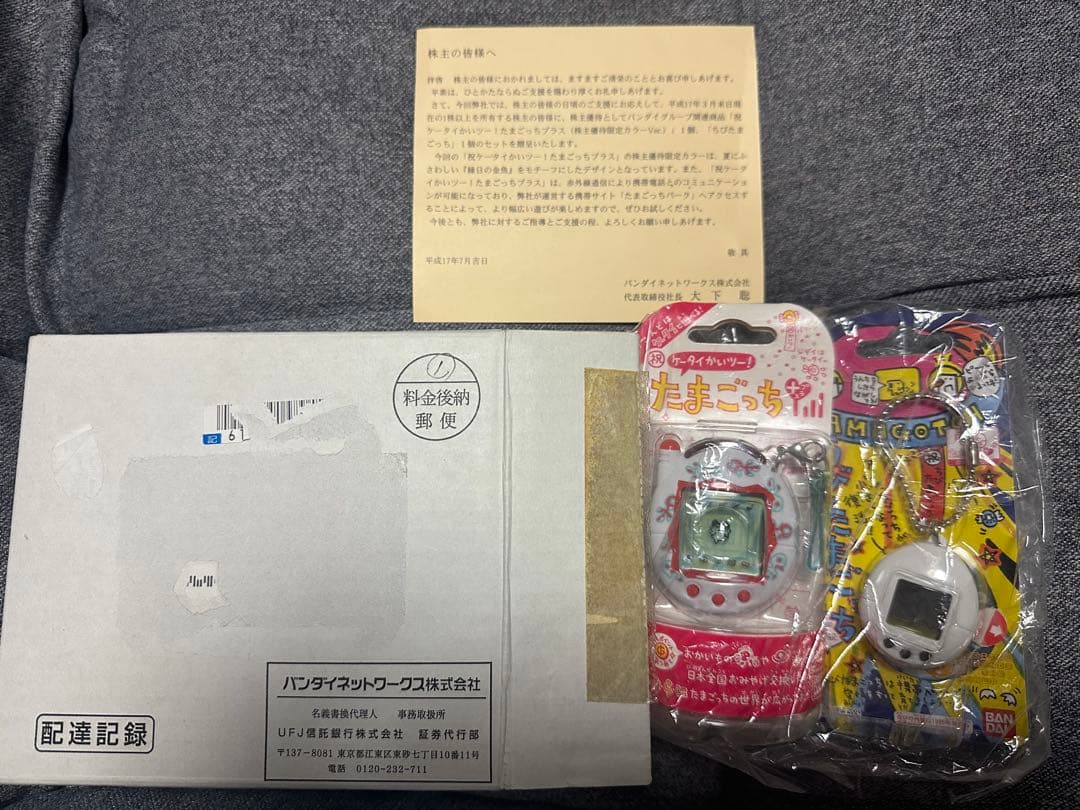 株主の皆様へ
拝啓　株主の皆様におかれましては、ますますご清栄のこととお喜び申しあげます。
平素は、ひとかたならぬご支援を賜わり厚くお礼申しあげます。
さて、今回弊社では、株主の皆様の日頃のご支援にお応えして、平成17年3月末日現
在の1株以上を所有する株主の皆様に、株主優待としてバンダイグループ関連商品「祝
ケータイかいツー！たまごっちプラス（株主優待限定カラーVer.）」1個、「ちびたま
ごっち」1個のセットを贈呈いたします。
今回の「祝ケータイかいツー！たまごっちプラス」の株主優待限定カラーは、夏にふ
さわしい『縁日の金魚』をモチーフにしたデザインとなっています。また、「祝ケータ
イかいツー！たまごっちプラス」は、赤外線通信により携帯電話とのコミュニケーション
が可能になっており、弊社が運営する携帯サイト「たまごっちパーク」へアクセスす
ることによって、より幅広い遊びが楽しめますので、ぜひお試しください。
今後とも、弊社に対するご指導とご支援の程、よろしくお願い申しあげます。
敬具
平成17年7月吉日
バンダイネットワークス株式会社
代表取締役社長　大下　聡
料金後納
郵便
記
61
配達記録
バンダイネットワークス株式会社
名義書換代理人　事務取扱所
UFJ信託銀行株式会社　証券代行部
〒137-8081 東京都江東区東砂七丁目10番11号
電話　0120-232-711
祝
ケータイかいツー！
たまごっち
日本全国おみやげ交換
たまごっちの世界が広が
BAN
DAI